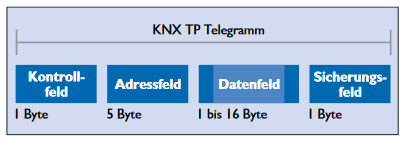 KNX TP Telegramm
Kontroll-
feld
Adressfeld
Datenfeld
Sicherungs-
feld
1 Byte
5 Byte
1 bis 16 Byte
1 Byte